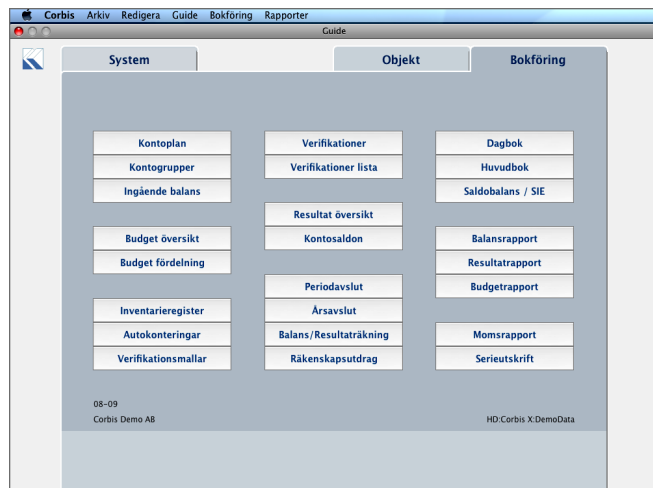 Corbis Arkiv Redigera Guide Bokföring Rapporter
Guide
System Objekt Bokföring
Kontoplan Verifikationer Dagbok
Kontogrupper Verifikationer lista Huvudbok
Ingående balans Saldobalans / SIE
Resultat översikt
Budget översikt Kontosaldon Balansrapport
Budget fördelning Resultatrapport
Periodavslut Budgetrapport
Inventarieregister Årsavslut
Autokonteringar Balans/Resultaträkning Momsrapport
Verifikationsmallar Räkenskapsutdrag Serieutskrift
08-09
Corbis Demo AB HD:Corbis X:DemoData